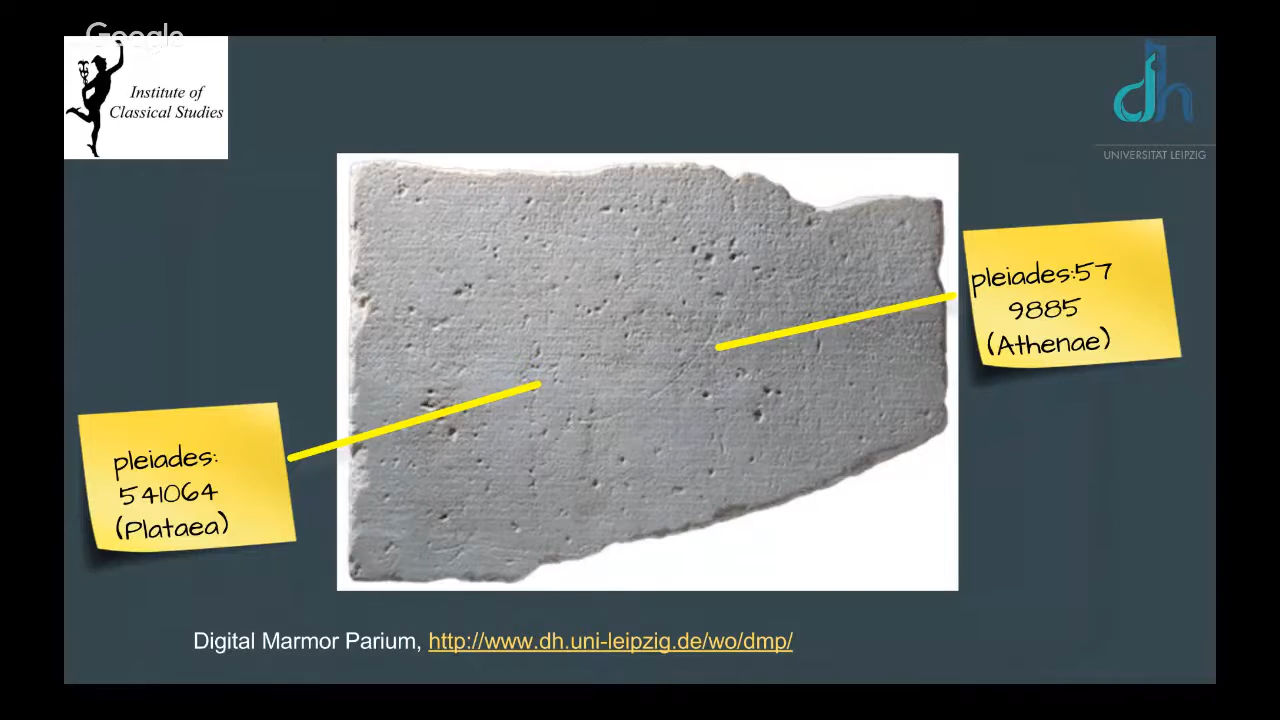 Google
Institute of
Classical Studies
dh
UNIVERSITÄT LEIPZIG
pleiades:57
9885
(Athenae)
pleiades:
541064
(Plataea)
Digital Marmor Parium, http://www.dh.uni-leipzig.de/wo/dmp/